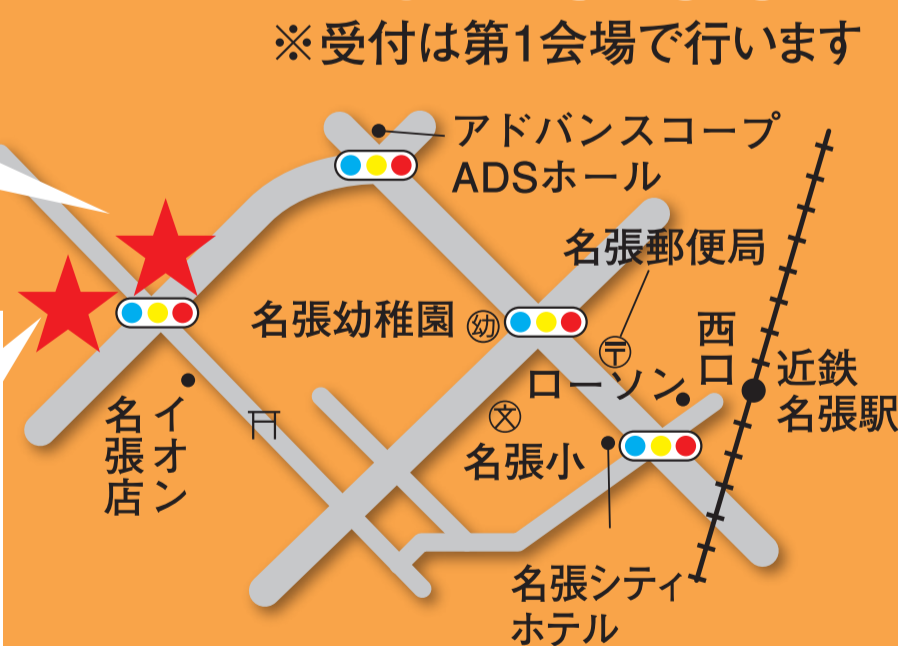 ※受付は第1会場で行います
アドバンスコープ
ADSホール
名張郵便局
名張幼稚園
幼
〒
西口
ローソン
近鉄
名張駅
文
名張小
イオン
名張店
名張シティ
ホテル